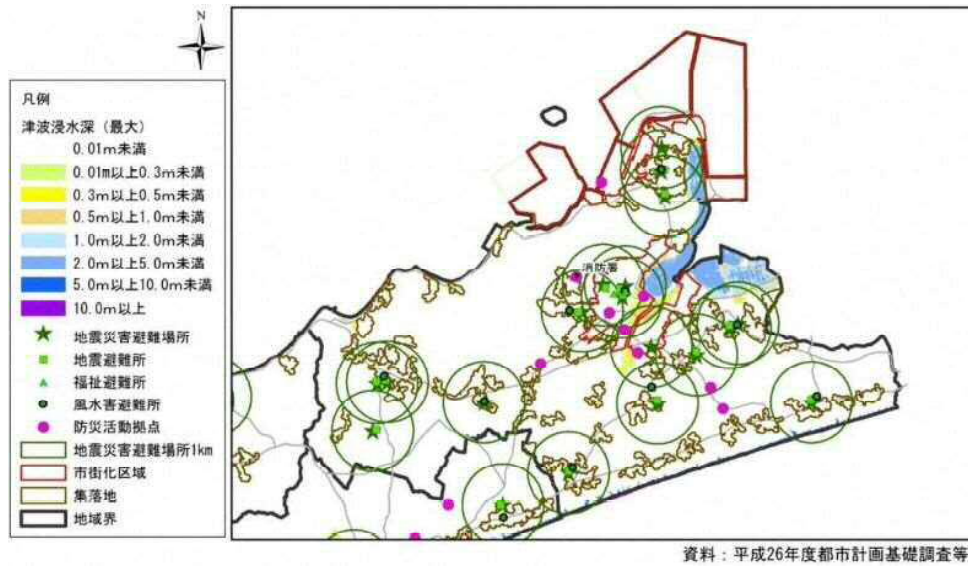 N
凡例
津波浸水深（最大）
0.01m未満
0.01m以上0.3m未満
0.3m以上0.5m未満
0.5m以上1.0m未満
1.0m以上2.0m未満
2.0m以上5.0m未満
5.0m以上10.0m未満
10.0m以上
地震災害避難場所
地震避難所
福祉避難所
風水害避難所
防災活動拠点
地震災害避難場所1km
市街化区域
集落地
地域界
消防署
資料：平成26年度都市計画基礎調査等